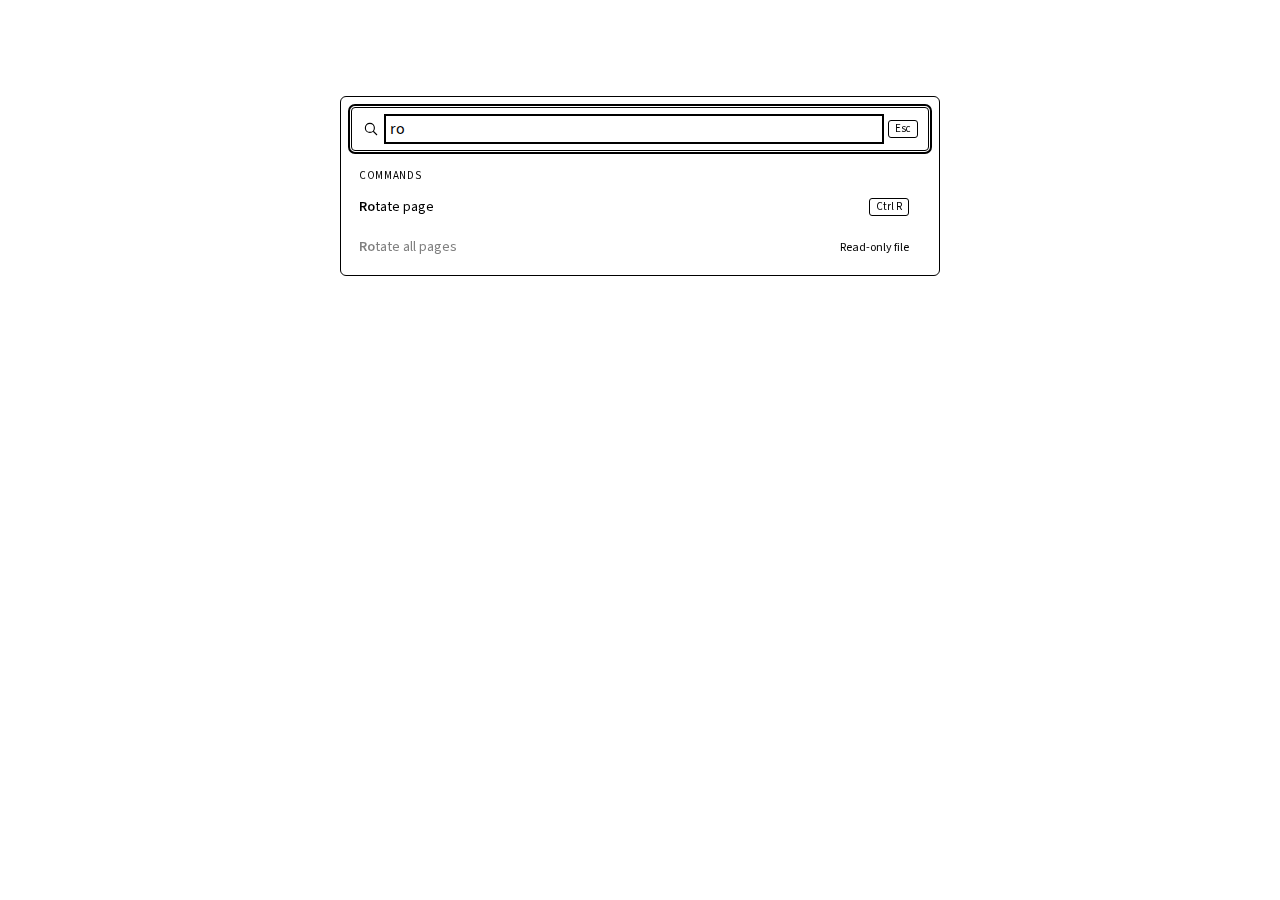 ro
Esc
COMMANDS
Rotate page
Ctrl R
Rotate all pages
Read-only file